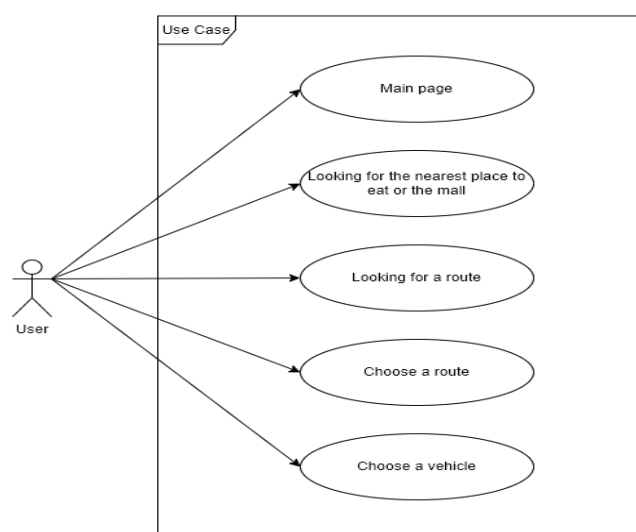 Use Case
Main page
Looking for the nearest place to
eat or the mall
Looking for a route
User
Choose a route
Choose a vehicle